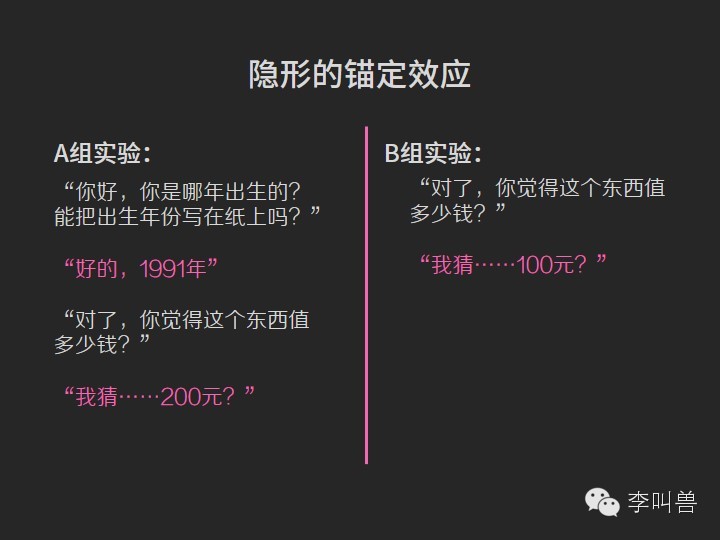 隐形的锚定效应
A组实验：
“你好，你是哪年出生的？
能把出生年份写在纸上吗？”
“好的，1991年”
“对了，你觉得这个东西值
多少钱？”
“我猜……200元？”
B组实验：
“对了，你觉得这个东西值
多少钱？”
“我猜……100元？”
李叫兽